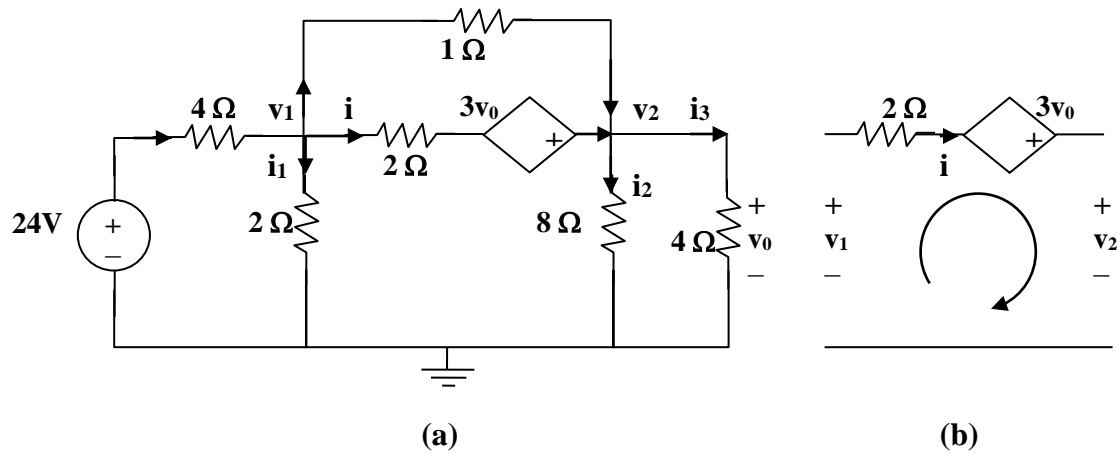 1 Ω
4 Ω v₁ i 3v₀ v₂ i₃
+
2 Ω
i₁ i₂
24V + –
2 Ω 8 Ω 4 Ω
+
v₀
–
2 Ω 3v₀
+
i
+ +
v₁ v₂
– –
(a) (b)